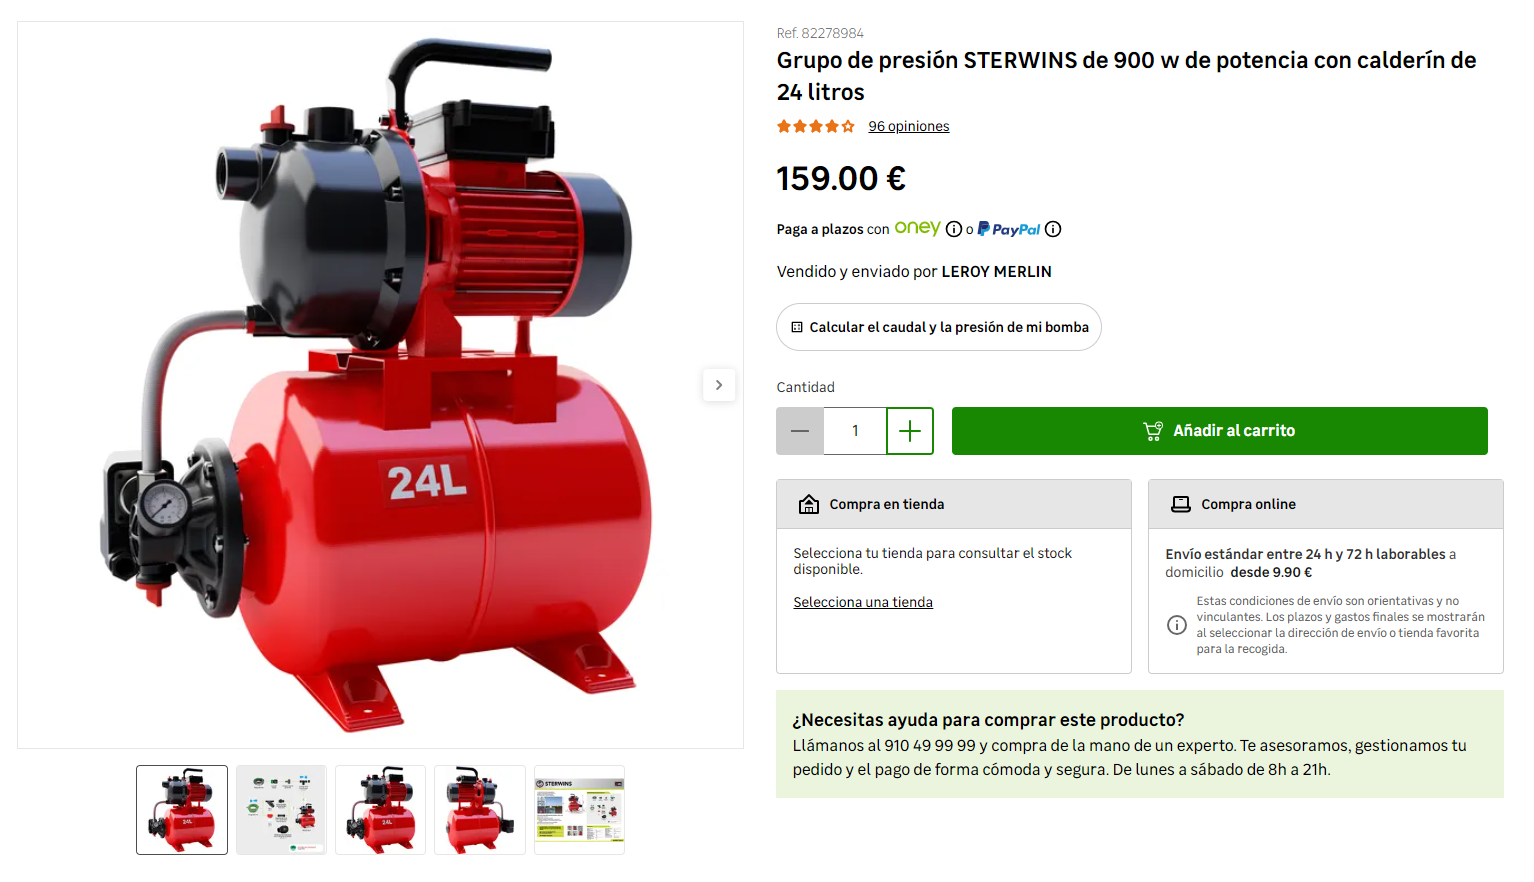 Ref. 82278984
Grupo de presión STERWINS de 900 w de potencia con calderín de
24 litros
96 opiniones
159.00 €
Paga a plazos con oney o PayPal
Vendido y enviado por LEROY MERLIN
Calcular el caudal y la presión de mi bomba
Cantidad
1
Añadir al carrito
Compra en tienda
Selecciona tu tienda para consultar el stock
disponible.
Selecciona una tienda
Compra online
Envío estándar entre 24 h y 72 h laborables a
domicilio desde 9.90 €
Estas condiciones de envío son orientativas y no
vinculantes. Los plazos y gastos finales se mostrarán
al seleccionar la dirección de envío o tienda favorita
para la recogida.
¿Necesitas ayuda para comprar este producto?
Llámanos al 910 49 99 99 y compra de la mano de un experto. Te asesoramos, gestionamos tu
pedido y el pago de forma cómoda y segura. De lunes a sábado de 8h a 21h.
24L
24L
24L
STERWINS